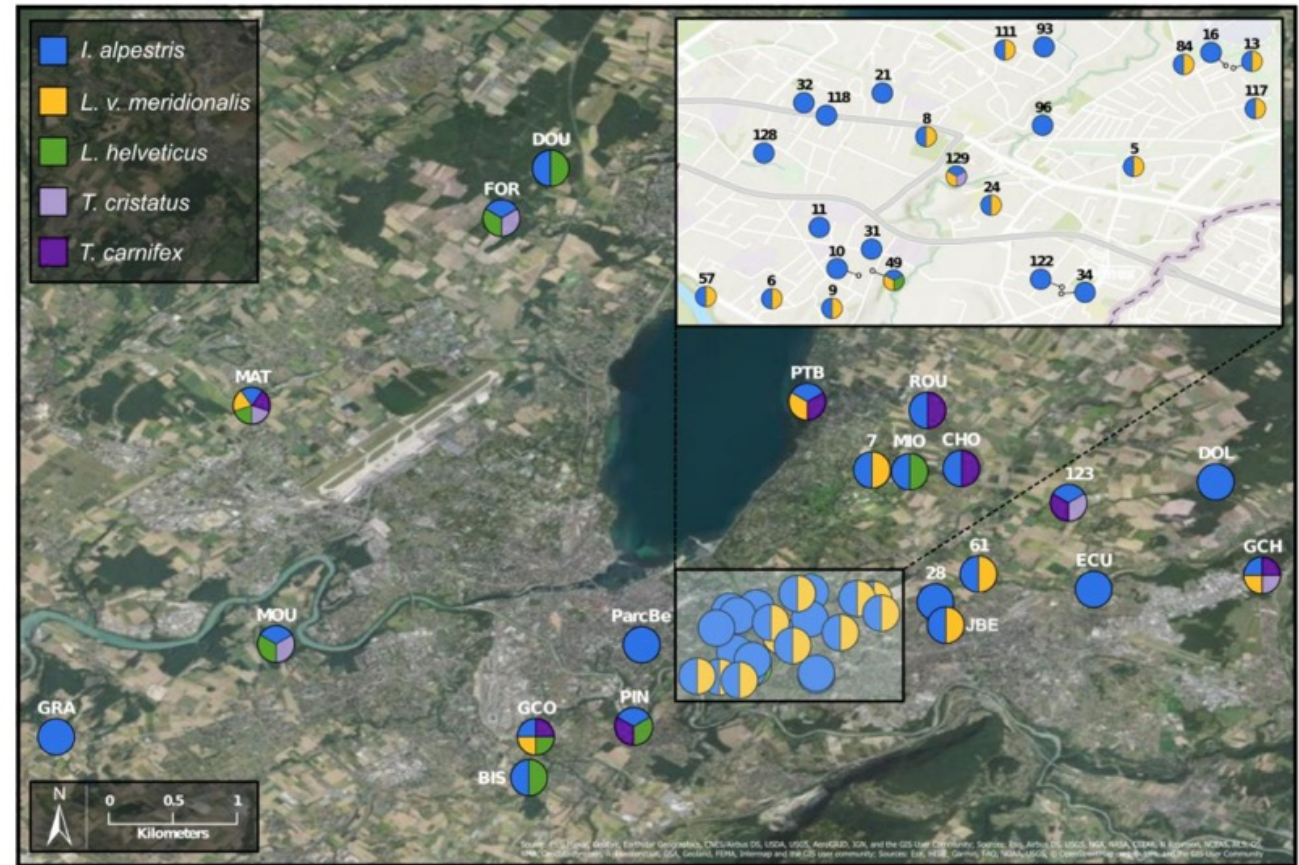 I. alpestris
L. v. meridionalis
L. helveticus
T. cristatus
T. carnifex
111
93
16
13
84
32
118
21
117
8
96
128
129
5
24
11
31
10
49
122
34
57
6
9
DOU
FOR
MAT
PTB
ROU
7
MIO
CHO
DOL
123
61
ECU
GCH
28
JBE
MOU
ParcBe
GRA
GCO
PIN
BIS
N
0 0.5 1
Kilometers